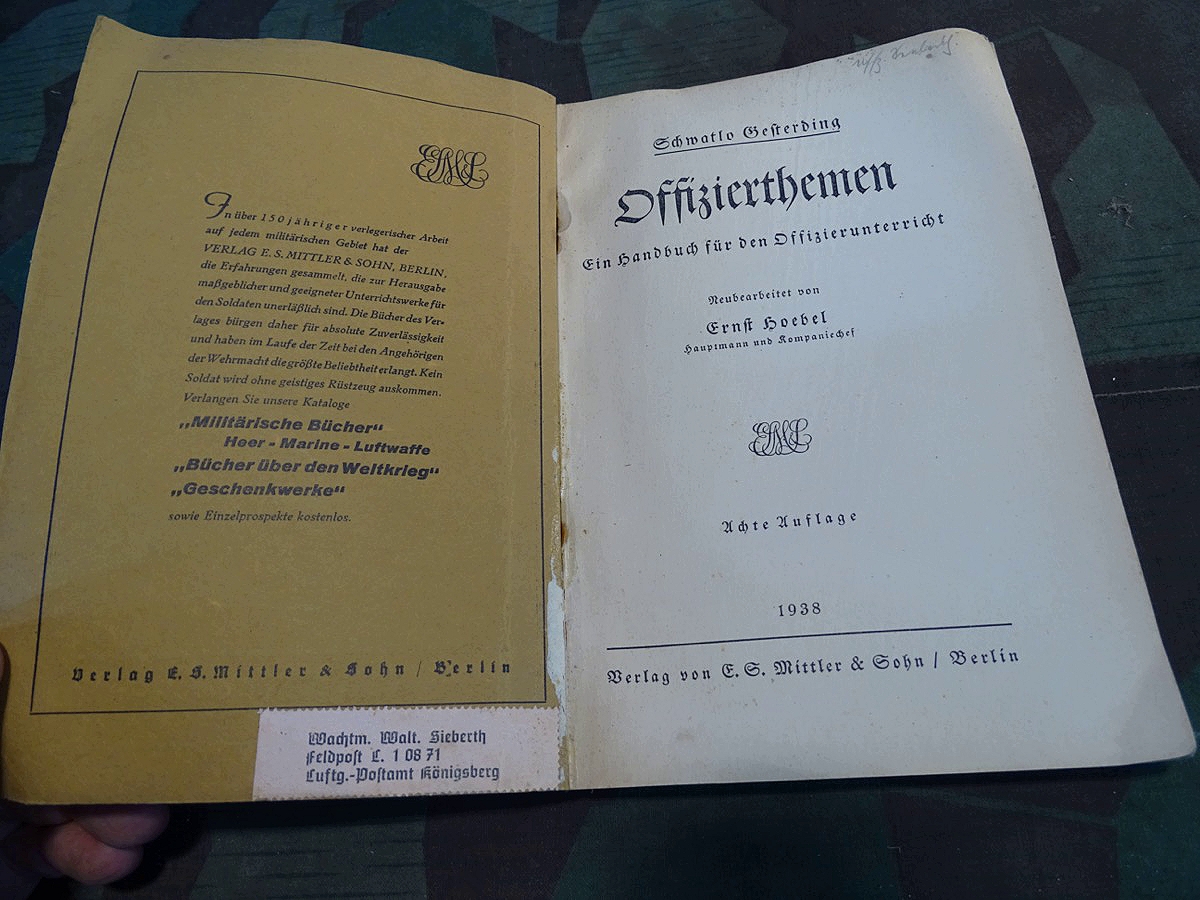 EMS
In über 150jähriger verlegerischer Arbeit
auf jedem militärischen Gebiet hat der
VERLAG E. S. MITTLER & SOHN, BERLIN,
die Erfahrungen gesammelt, die zur Herausgabe
maßgeblicher und geeigneter Unterrichtswerke für
den Soldaten unerläßlich sind. Die Bücher des Ver-
lages bürgen daher für absolute Zuverlässigkeit
und haben im Laufe der Zeit bei den Angehörigen
der Wehrmacht die größte Beliebtheit erlangt. Kein
Soldat wird ohne geistiges Rüstzeug auskommen.
Verlangen Sie unsere Kataloge
„Militärische Bücher“
Heer - Marine - Luftwaffe
„Bücher über den Weltkrieg“
„Geschenkwerke“
sowie Einzelprospekte kostenlos.
Verlag E. S. Mittler & Sohn / Berlin
Wachtm. Walt. Sieberth
Feldpost L. 1 08 71
Luftg.-Postamt Königsberg
Schwatlo Gesterding
Offizierthemen
Ein Handbuch für den Offizierunterricht
Neubearbeitet von
Ernst Hoebel
Hauptmann und Kompaniechef
EMS
Achte Auflage
1938
Verlag von E. S. Mittler & Sohn / Berlin